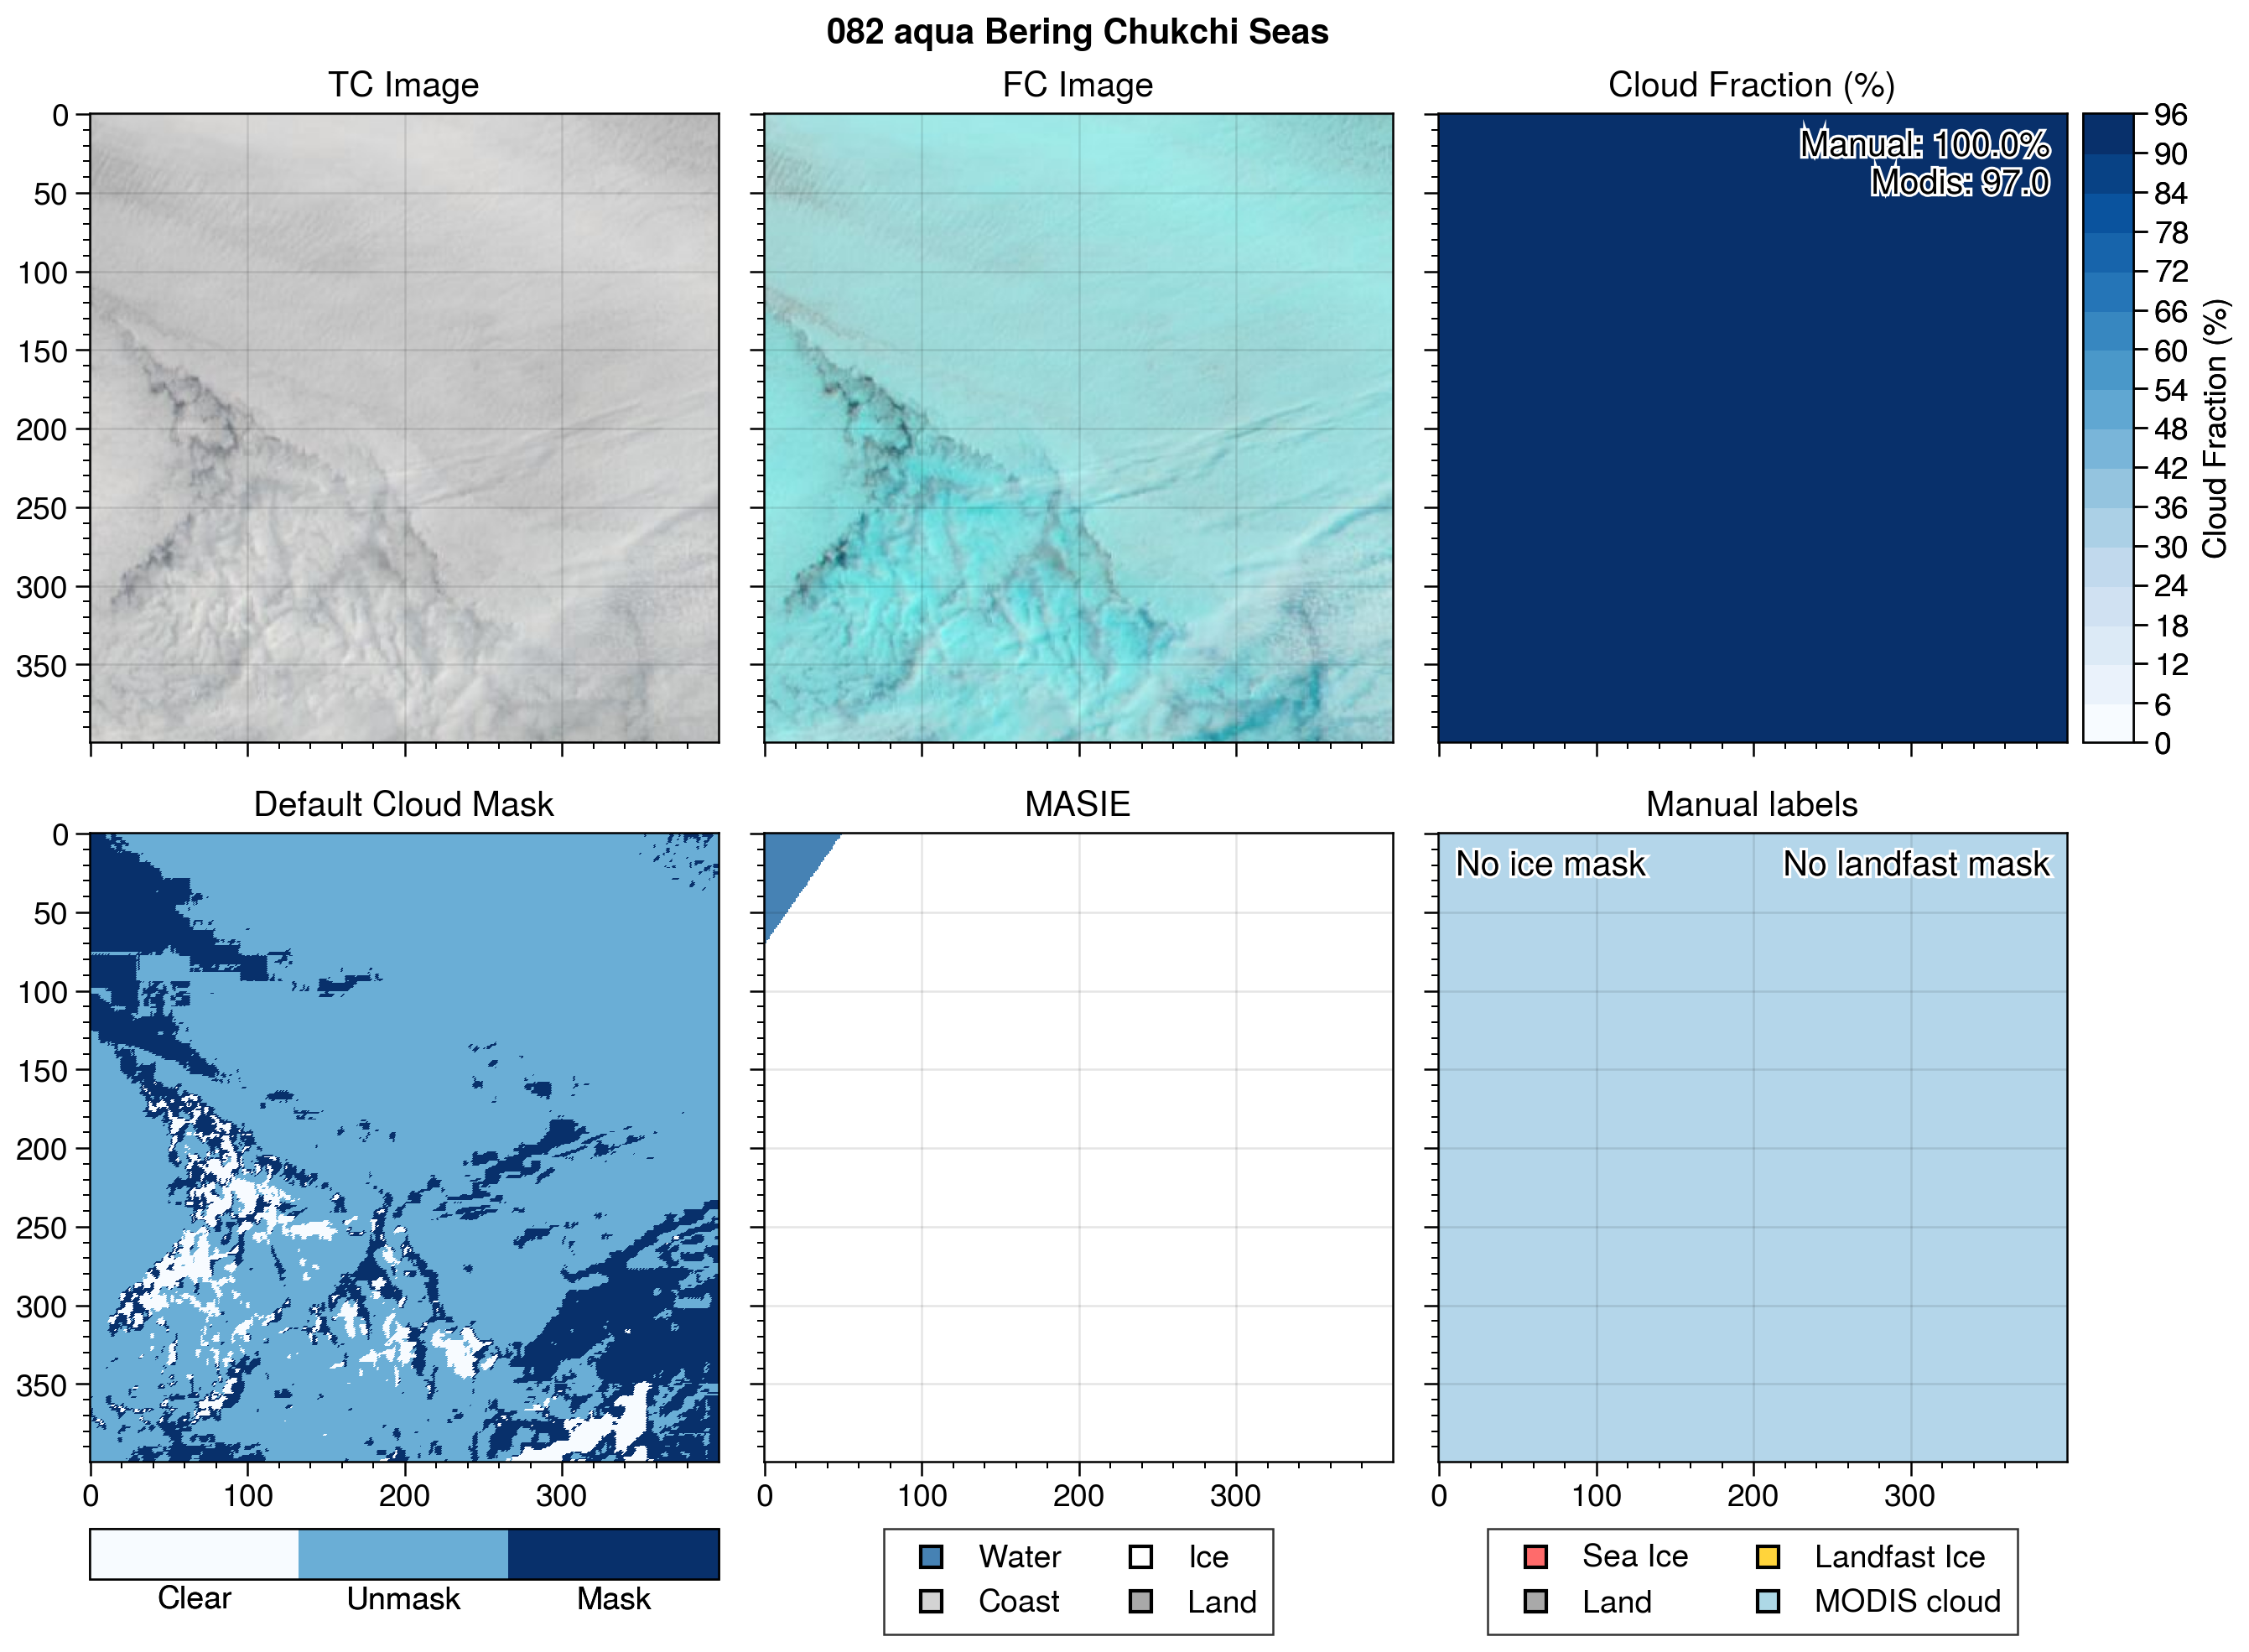 082 aqua Bering Chukchi Seas
TC Image
FC Image
Cloud Fraction (%)
0
50
100
150
200
250
300
350
Manual: 100.0%
Modis: 97.0
96
90
84
78
72
66
60
54
48
42
36
30
24
18
12
6
0
Cloud Fraction (%)
Default Cloud Mask
MASIE
Manual labels
0
50
100
150
200
250
300
350
No ice mask
No landfast mask
0 100 200 300
0 100 200 300
0 100 200 300
Clear Unmask Mask
Water Ice
Coast Land
Sea Ice Landfast Ice
Land MODIS cloud